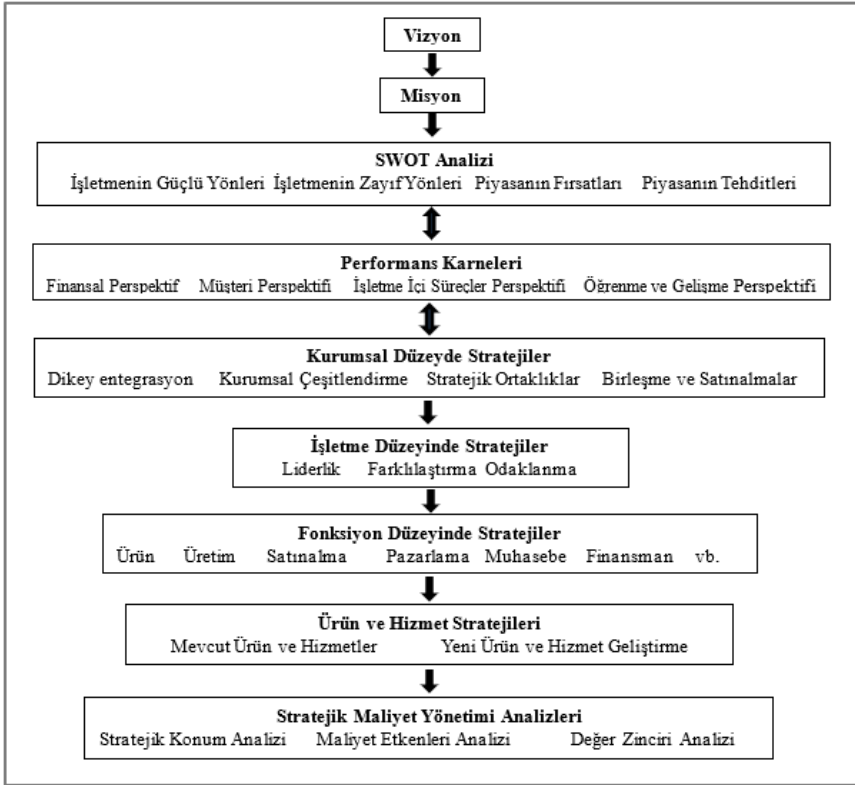 Vizyon
Misyon
SWOT Analizi
İşletmenin Güçlü Yönleri İşletmenin Zayıf Yönleri Piyasanın Fırsatları Piyasanın Tehditleri
Performans Karneleri
Finansal Perspektif Müşteri Perspektifi İşletme İçi Süreçler Perspektifi Öğrenme ve Gelişme Perspektifi
Kurumsal Düzeyde Stratejiler
Dikey entegrasyon Kurumsal Çeşitlendirme Stratejik Ortaklıklar Birleşme ve Satınalmalar
İşletme Düzeyinde Stratejiler
Liderlik Farklılaştırma Odaklanma
Fonksiyon Düzeyinde Stratejiler
Ürün Üretim Satınalma Pazarlama Muhasebe Finansman vb.
Ürün ve Hizmet Stratejileri
Mevcut Ürün ve Hizmetler Yeni Ürün ve Hizmet Geliştirme
Stratejik Maliyet Yönetimi Analizleri
Stratejik Konum Analizi Maliyet Etkenleri Analizi Değer Zinciri Analizi